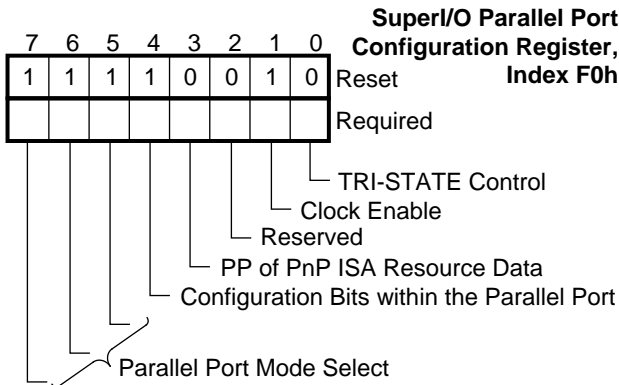 SuperI/O Parallel Port
Configuration Register,
Index F0h
7 6 5 4 3 2 1 0
1 1 1 1 0 0 1 0 Reset
Required
TRI-STATE Control
Clock Enable
Reserved
PP of PnP ISA Resource Data
Configuration Bits within the Parallel Port
Parallel Port Mode Select